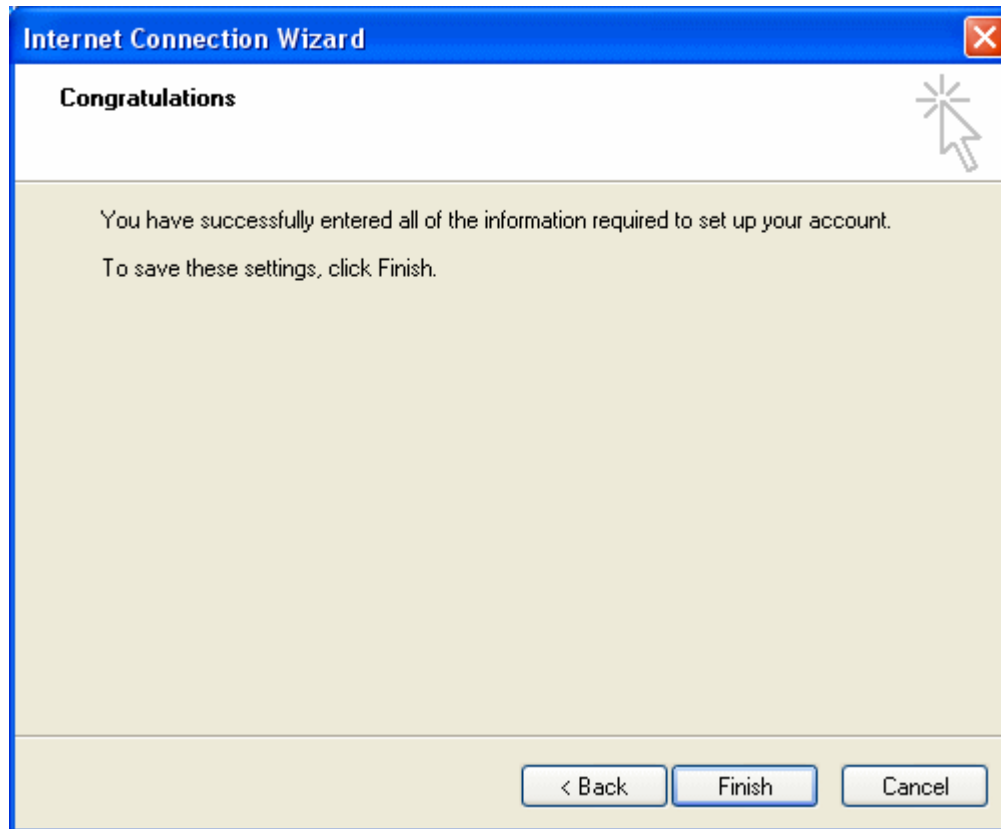 Internet Connection Wizard
Congratulations
You have successfully entered all of the information required to set up your account.
To save these settings, click Finish.
< Back Finish Cancel